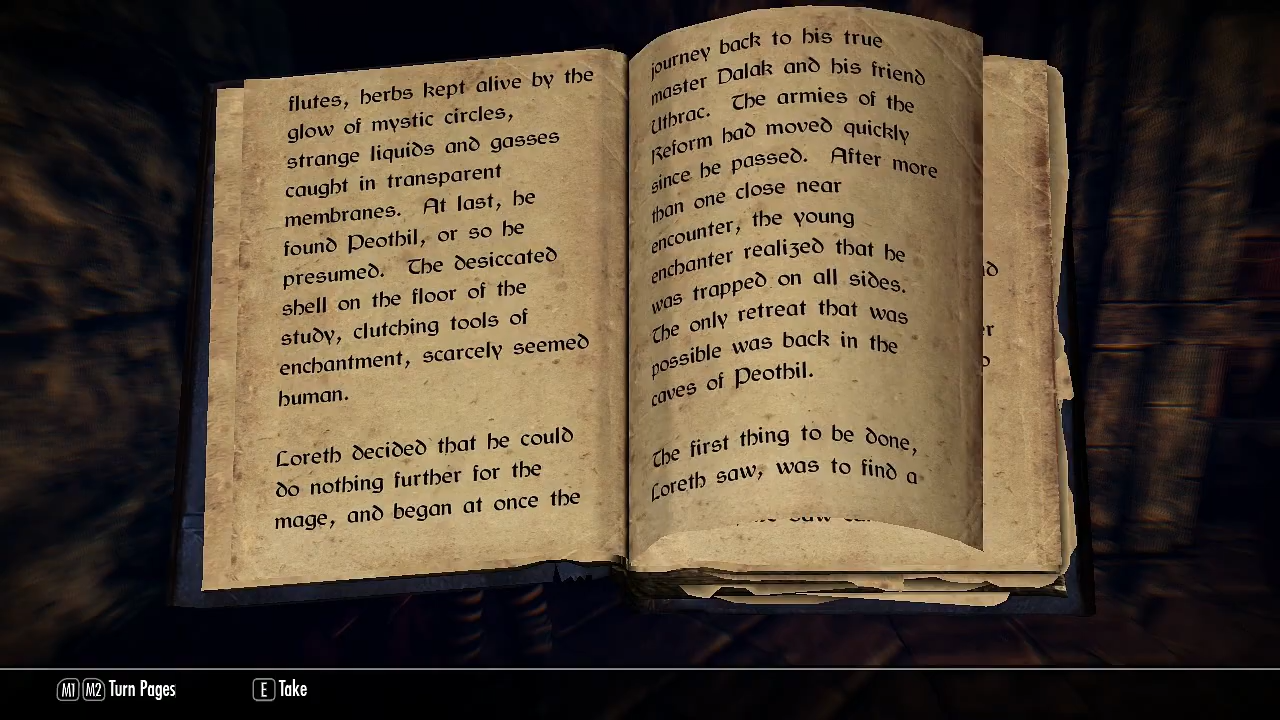 flutes, herbs kept alive by the
glow of mystic circles,
strange liquids and gasses
caught in transparent
membranes. At last, he
found Peothil, or so he
presumed. The desiccated
shell on the floor of the
study, clutching tools of
enchantment, scarcely seemed
human.
Loreth decided that he could
do nothing further for the
mage, and began at once the
journey back to his true
master Dalak and his friend
Uthrac. The armies of the
Reform had moved quickly
since he passed. After more
than one close near
encounter, the young
enchanter realized that he
was trapped on all sides.
The only retreat that was
possible was back in the
caves of Peothil.
The first thing to be done,
Loreth saw, was to find a
M1 M2 Turn Pages
E Take